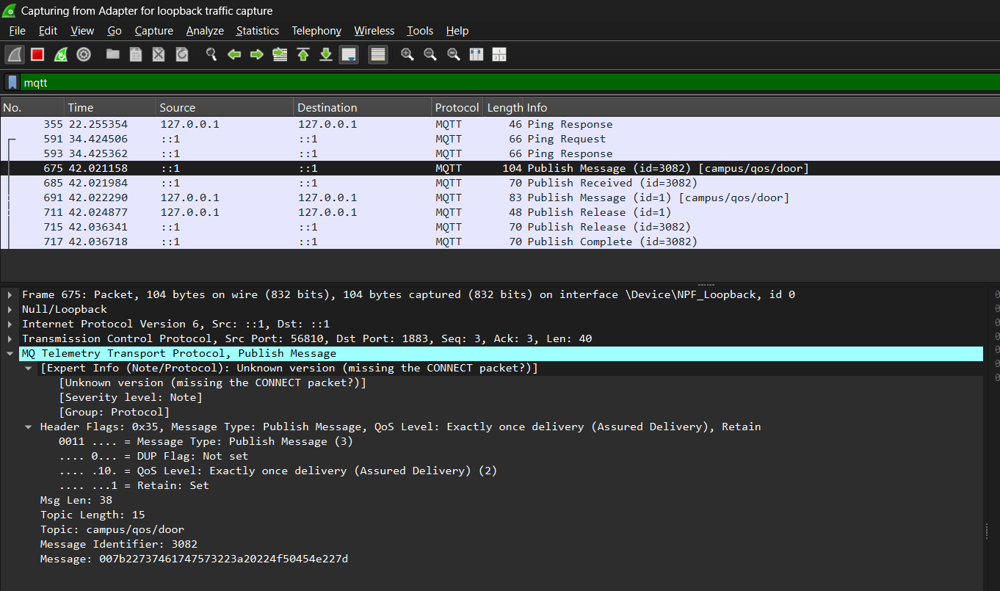 Capturing from Adapter for loopback traffic capture
File Edit View Go Capture Analyze Statistics Telephony Wireless Tools Help
mqtt
No. Time Source Destination Protocol Length Info
355 22.255354 127.0.0.1 127.0.0.1 MQTT 46 Ping Response
591 34.424506 ::1 ::1 MQTT 66 Ping Request
593 34.425362 ::1 ::1 MQTT 66 Ping Response
675 42.021158 ::1 ::1 MQTT 104 Publish Message (id=3082) [campus/qos/door]
685 42.021984 ::1 ::1 MQTT 70 Publish Received (id=3082)
691 42.022290 127.0.0.1 127.0.0.1 MQTT 83 Publish Message (id=1) [campus/qos/door]
711 42.024877 127.0.0.1 127.0.0.1 MQTT 48 Publish Release (id=1)
715 42.036341 ::1 ::1 MQTT 70 Publish Release (id=3082)
717 42.036718 ::1 ::1 MQTT 70 Publish Complete (id=3082)
Frame 675: Packet, 104 bytes on wire (832 bits), 104 bytes captured (832 bits) on interface \Device\NPF_Loopback, id 0
Null/Loopback
Internet Protocol Version 6, Src: ::1, Dst: ::1
Transmission Control Protocol, Src Port: 56810, Dst Port: 1883, Seq: 3, Ack: 3, Len: 40
MQ Telemetry Transport Protocol, Publish Message
[Expert Info (Note/Protocol): Unknown version (missing the CONNECT packet?)]
[Unknown version (missing the CONNECT packet?)]
[Severity level: Note]
[Group: Protocol]
Header Flags: 0x35, Message Type: Publish Message, QoS Level: Exactly once delivery (Assured Delivery), Retain
0011 .... = Message Type: Publish Message (3)
.... 0... = DUP Flag: Not set
.... .10. = QoS Level: Exactly once delivery (Assured Delivery) (2)
.... ...1 = Retain: Set
Msg Len: 38
Topic Length: 15
Topic: campus/qos/door
Message Identifier: 3082
Message: 007b22737461747573223a20224f50454e227d